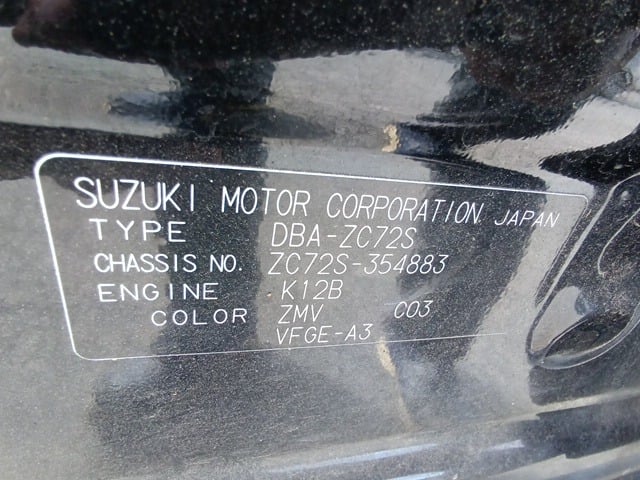 SUZUKI MOTOR CORPORATION JAPAN
TYPE DBA-ZC72S
CHASSIS NO. ZC72S-354883
ENGINE K12B
COLOR ZMV C03
VFGE-A3